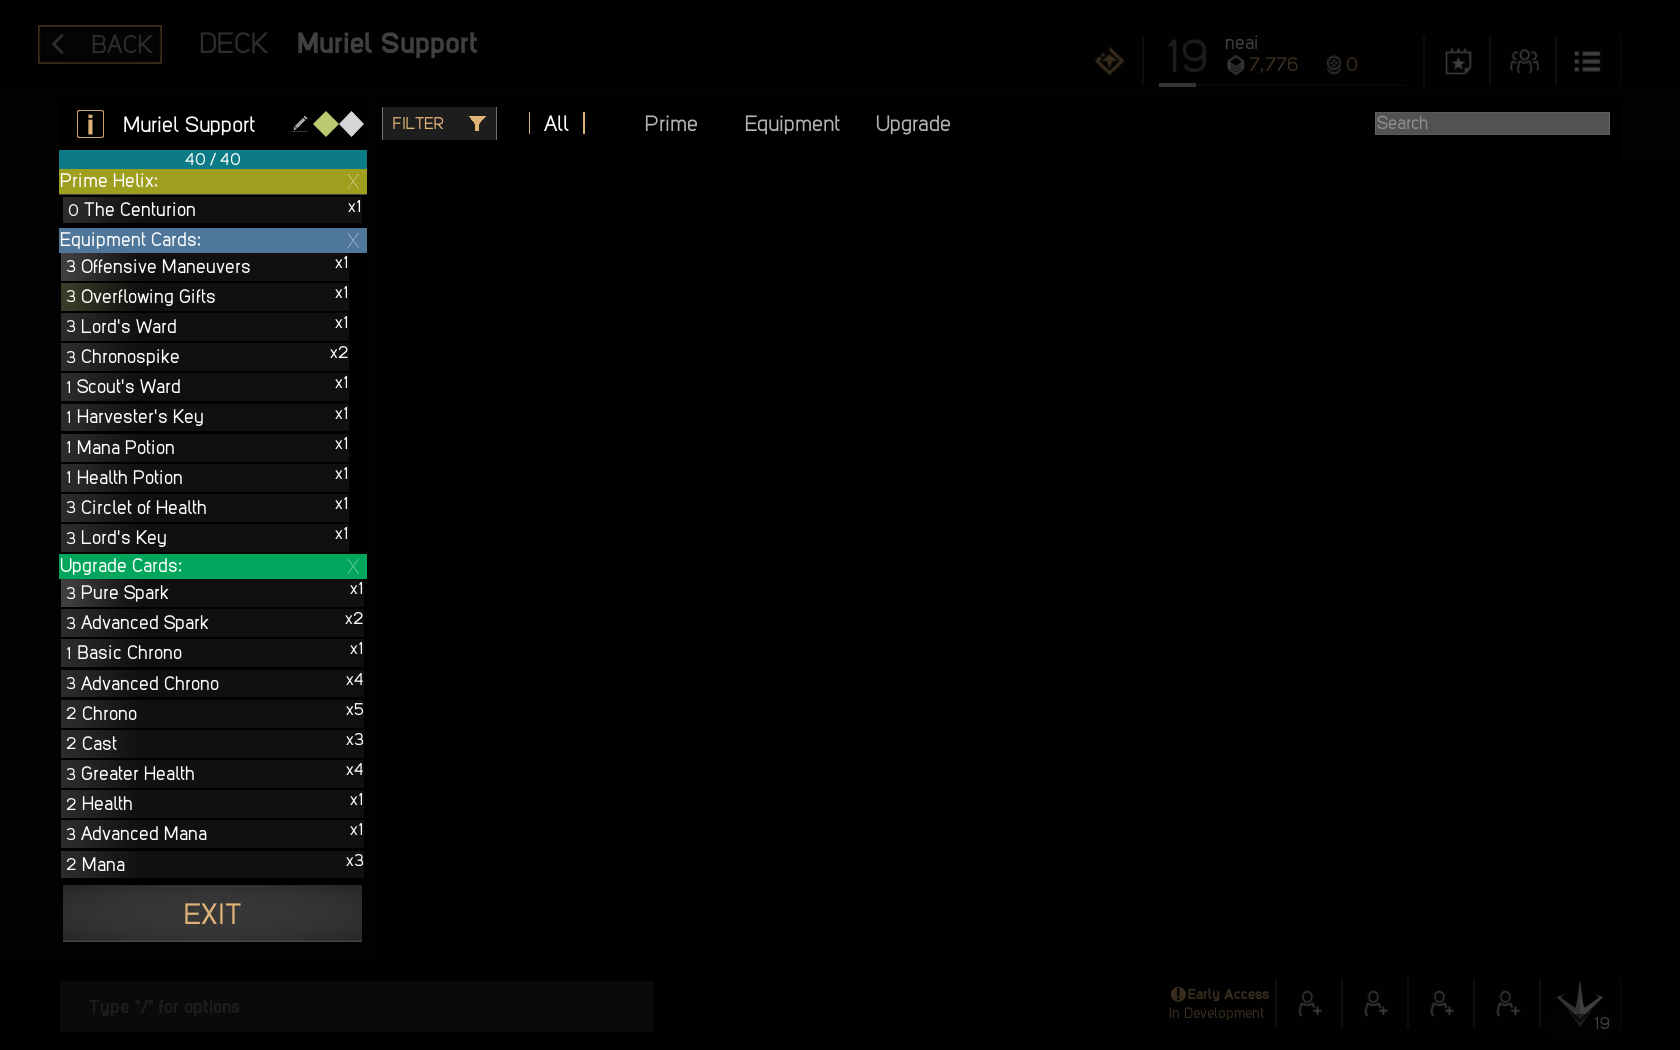 BACK DECK Muriel Support
19 neai
7,776 0
Muriel Support FILTER All Prime Equipment Upgrade Search
40 / 40
Prime Helix: X
0 The Centurion x1
Equipment Cards: X
3 Offensive Maneuvers x1
3 Overflowing Gifts x1
3 Lord's Ward x1
3 Chronospike x2
1 Scout's Ward x1
1 Harvester's Key x1
1 Mana Potion x1
1 Health Potion x1
3 Circlet of Health x1
3 Lord's Key x1
Upgrade Cards: X
3 Pure Spark x1
3 Advanced Spark x2
1 Basic Chrono x1
3 Advanced Chrono x4
2 Chrono x5
2 Cast x3
3 Greater Health x4
2 Health x1
3 Advanced Mana x1
2 Mana x3
EXIT
Type "/" for options
Early Access
In Development
19